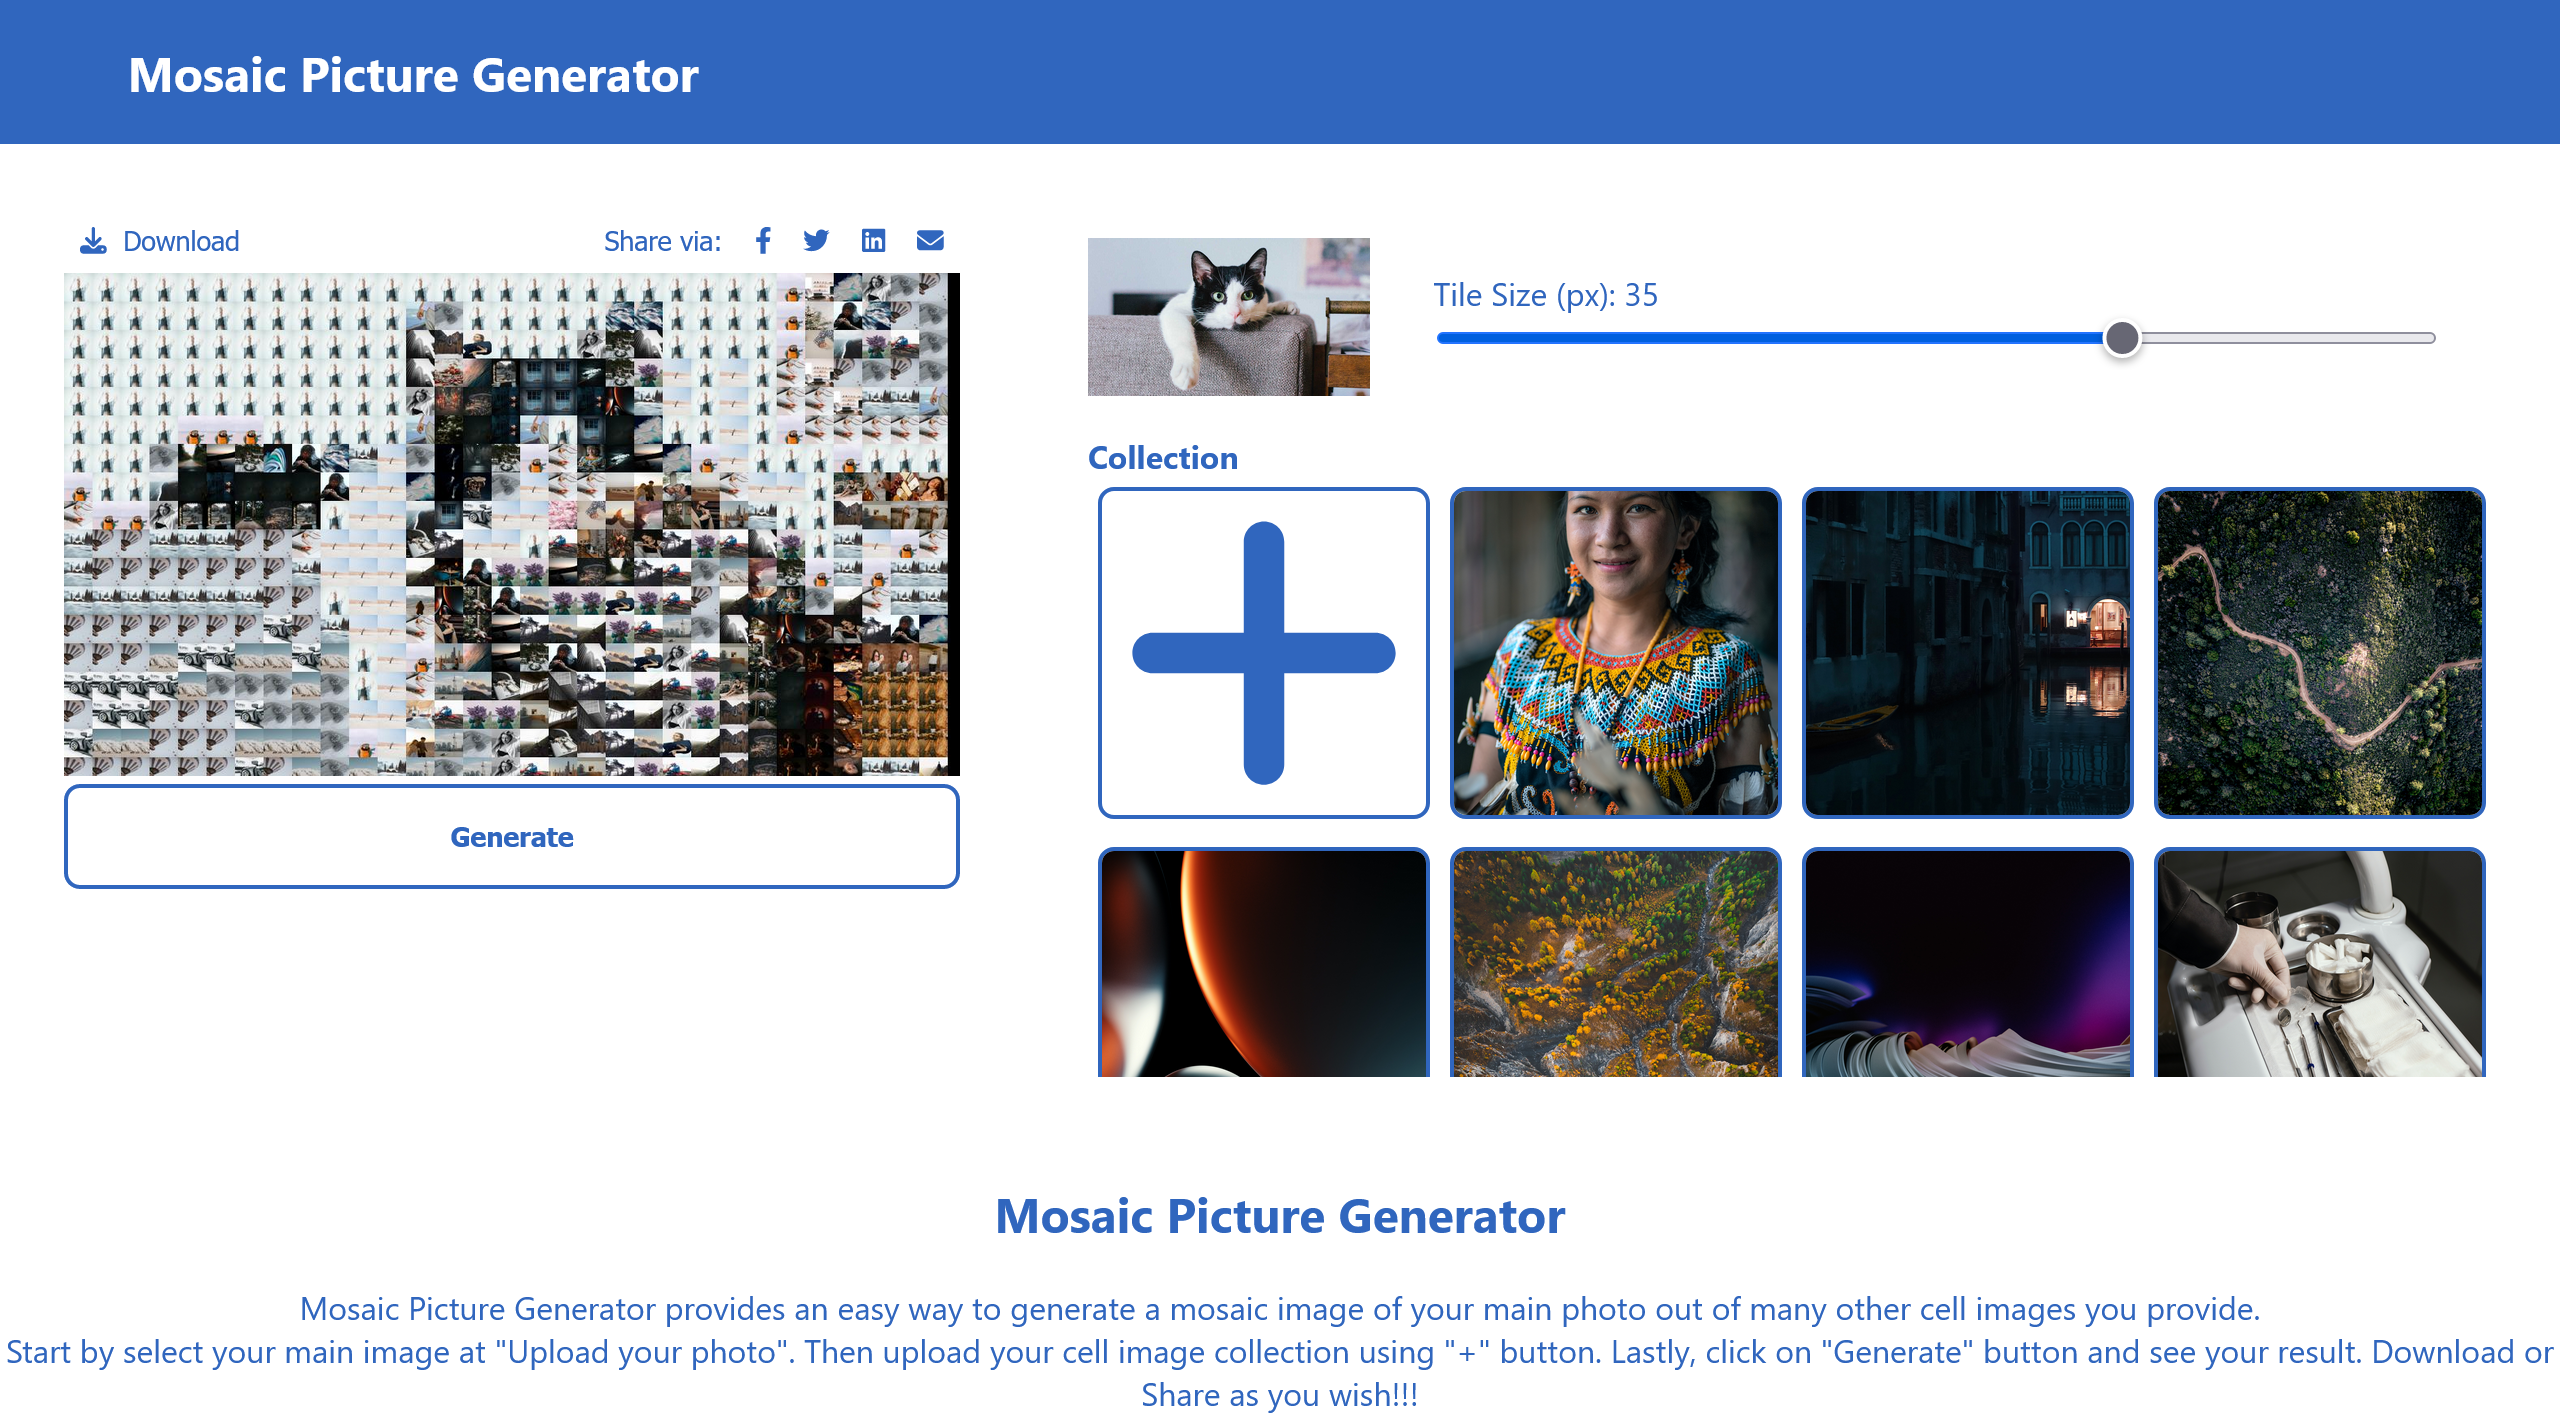 Mosaic Picture Generator
Download
Share via:
Tile Size (px): 35
Collection
Generate
Mosaic Picture Generator
Mosaic Picture Generator provides an easy way to generate a mosaic image of your main photo out of many other cell images you provide.
Start by select your main image at "Upload your photo". Then upload your cell image collection using "+" button. Lastly, click on "Generate" button and see your result. Download or
Share as you wish!!!